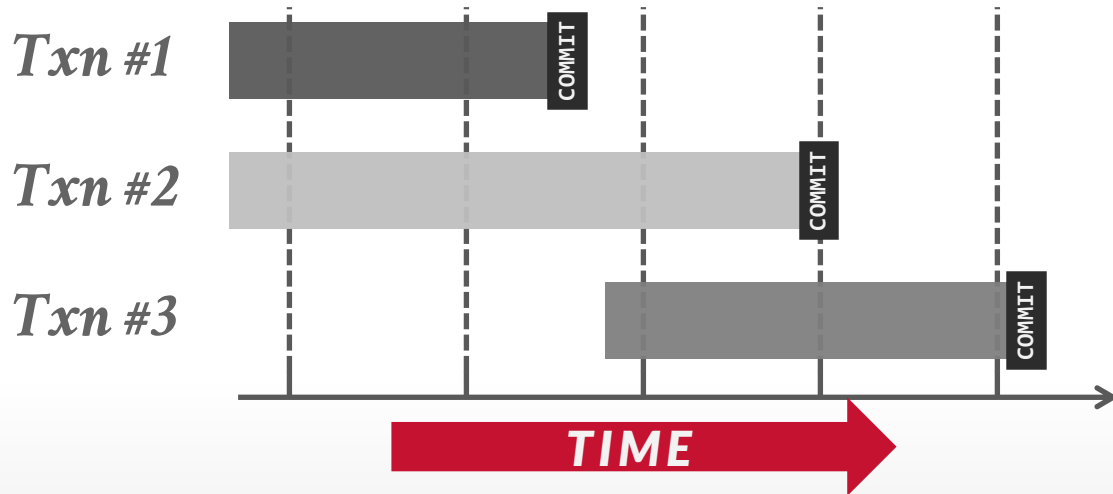 Txn #1
COMMIT
Txn #2
COMMIT
Txn #3
COMMIT
TIME